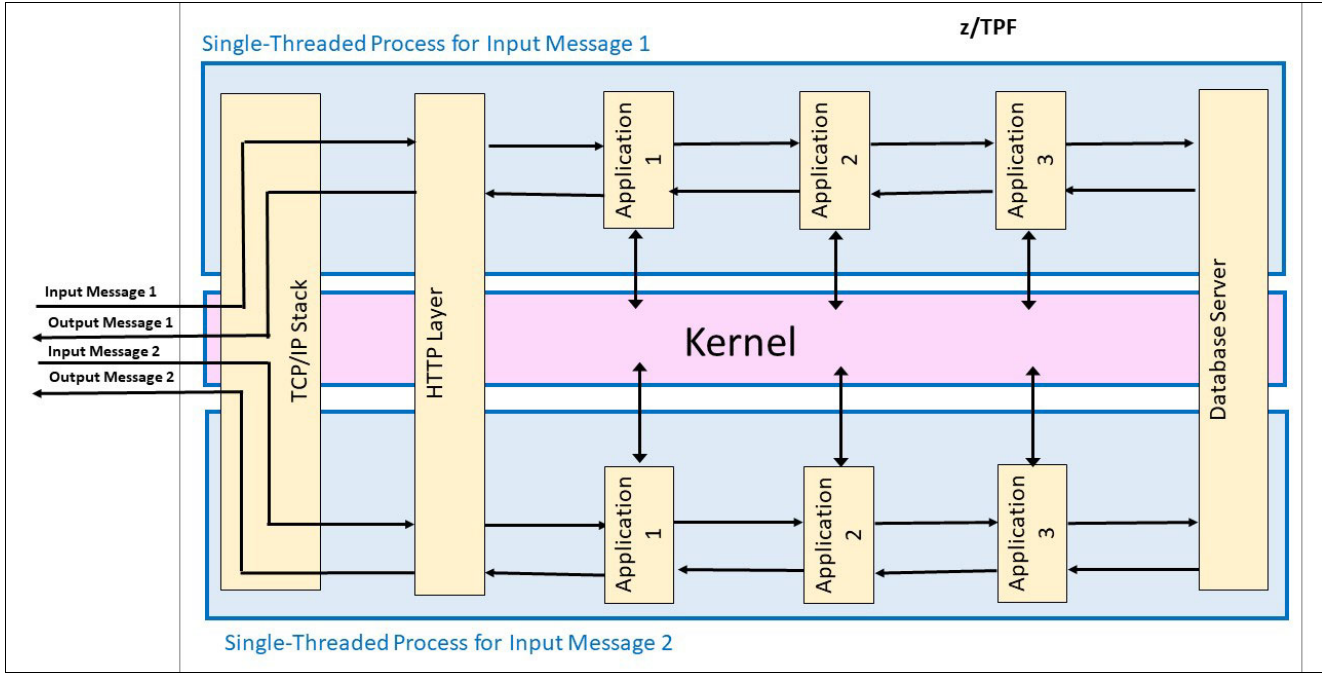 z/TPF
Single-Threaded Process for Input Message 1
Application
1
Application
2
Application
3
Input Message 1
Output Message 1
Input Message 2
Output Message 2
TCP/IP Stack
HTTP Layer
Kernel
Database Server
Application
1
Application
2
Application
3
Single-Threaded Process for Input Message 2